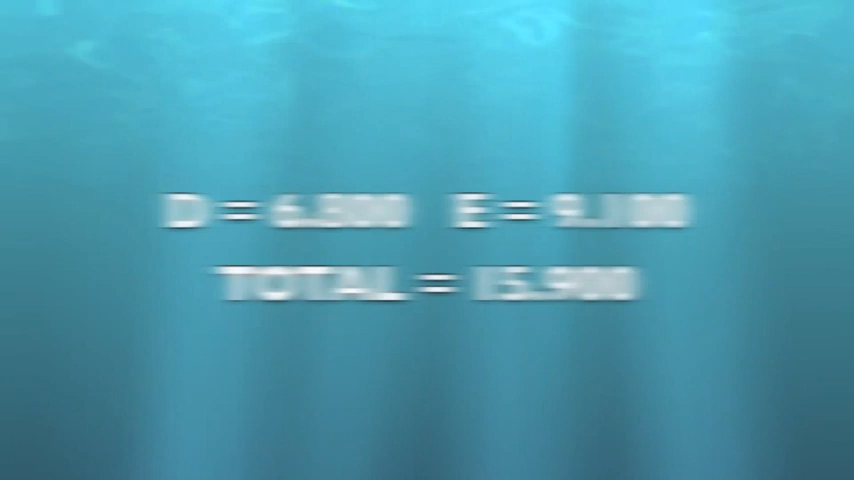 D = 6,800 E = 9,100
TOTAL = 15,900